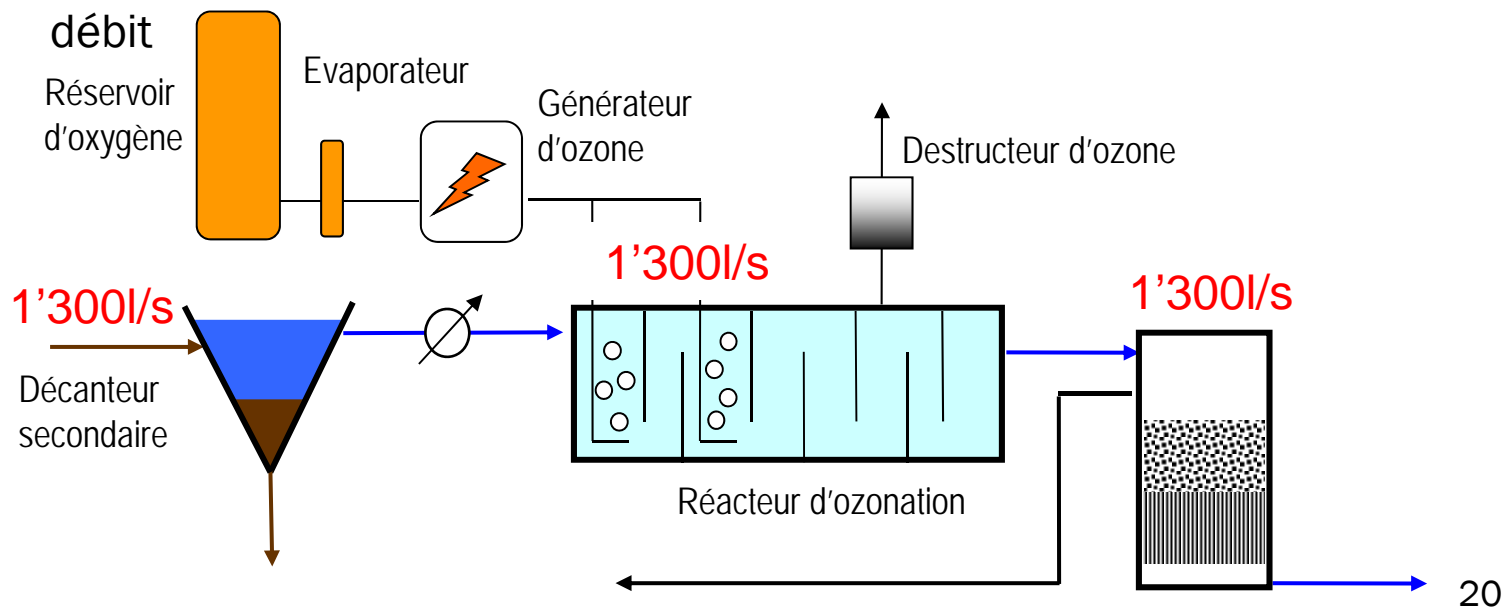 débit
Réservoir
d'oxygène
Evaporateur
Générateur
d'ozone
Destructeur d'ozone
1’300l/s
1’300l/s
1’300l/s
Décanteur
secondaire
Réacteur d'ozonation
20